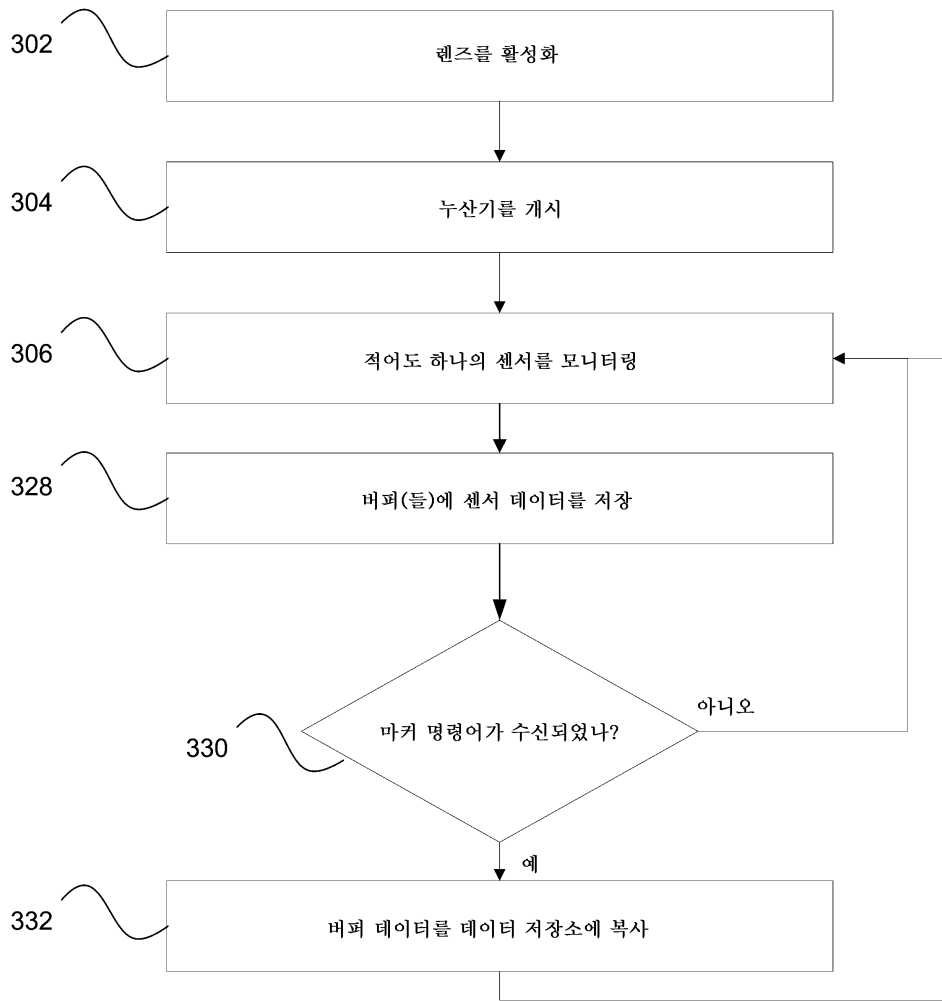 302
렌즈를 활성화
304
누산기를 개시
306
적어도 하나의 센서를 모니터링
328
버퍼(들)에 센서 데이터를 저장
아니오
330
마커 명령어가 수신되었나?
예
332
버퍼 데이터를 데이터 저장소에 복사